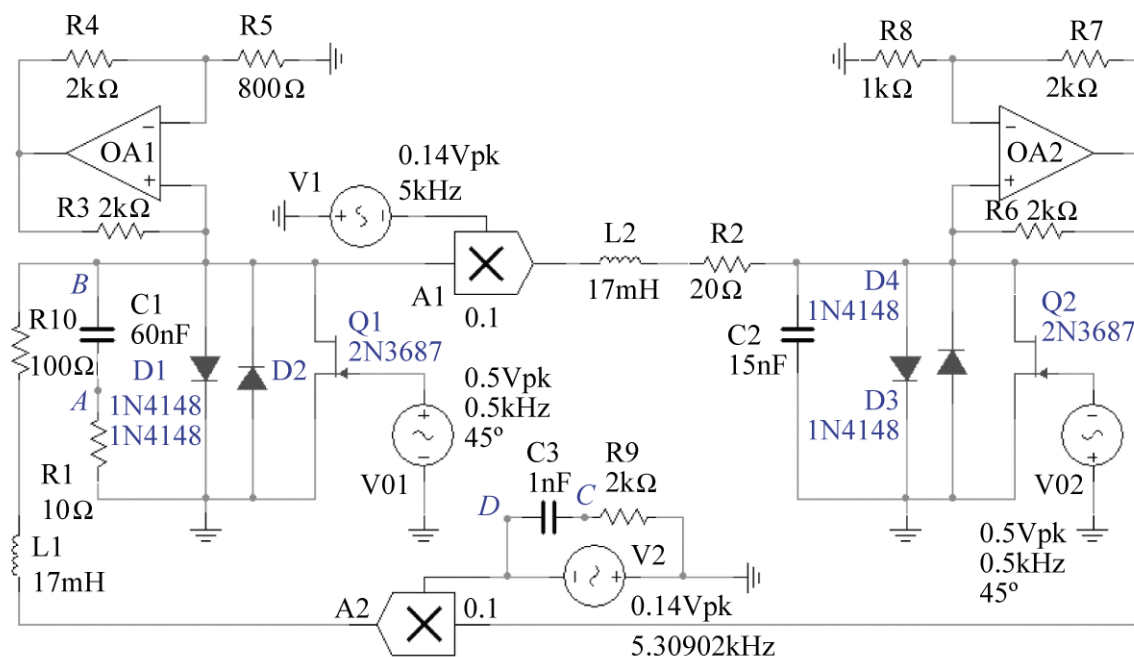 R4
2kΩ
R5
800Ω
R8
1kΩ
R7
2kΩ
OA1
−
+
OA2
−
+
V1
0.14Vpk
5kHz
R3 2kΩ
R6 2kΩ
L2
17mH
R2
20Ω
A1
0.1
B
C1
60nF
R10
100Ω
D1
1N4148
1N4148
D2
A
R1
10Ω
Q1
2N3687
0.5Vpk
0.5kHz
45º
V01
D4
1N4148
C2
15nF
D3
1N4148
Q2
2N3687
V02
0.5Vpk
0.5kHz
45º
C3
1nF
D
C
R9
2kΩ
V2
0.14Vpk
5.30902kHz
A2
0.1
L1
17mH